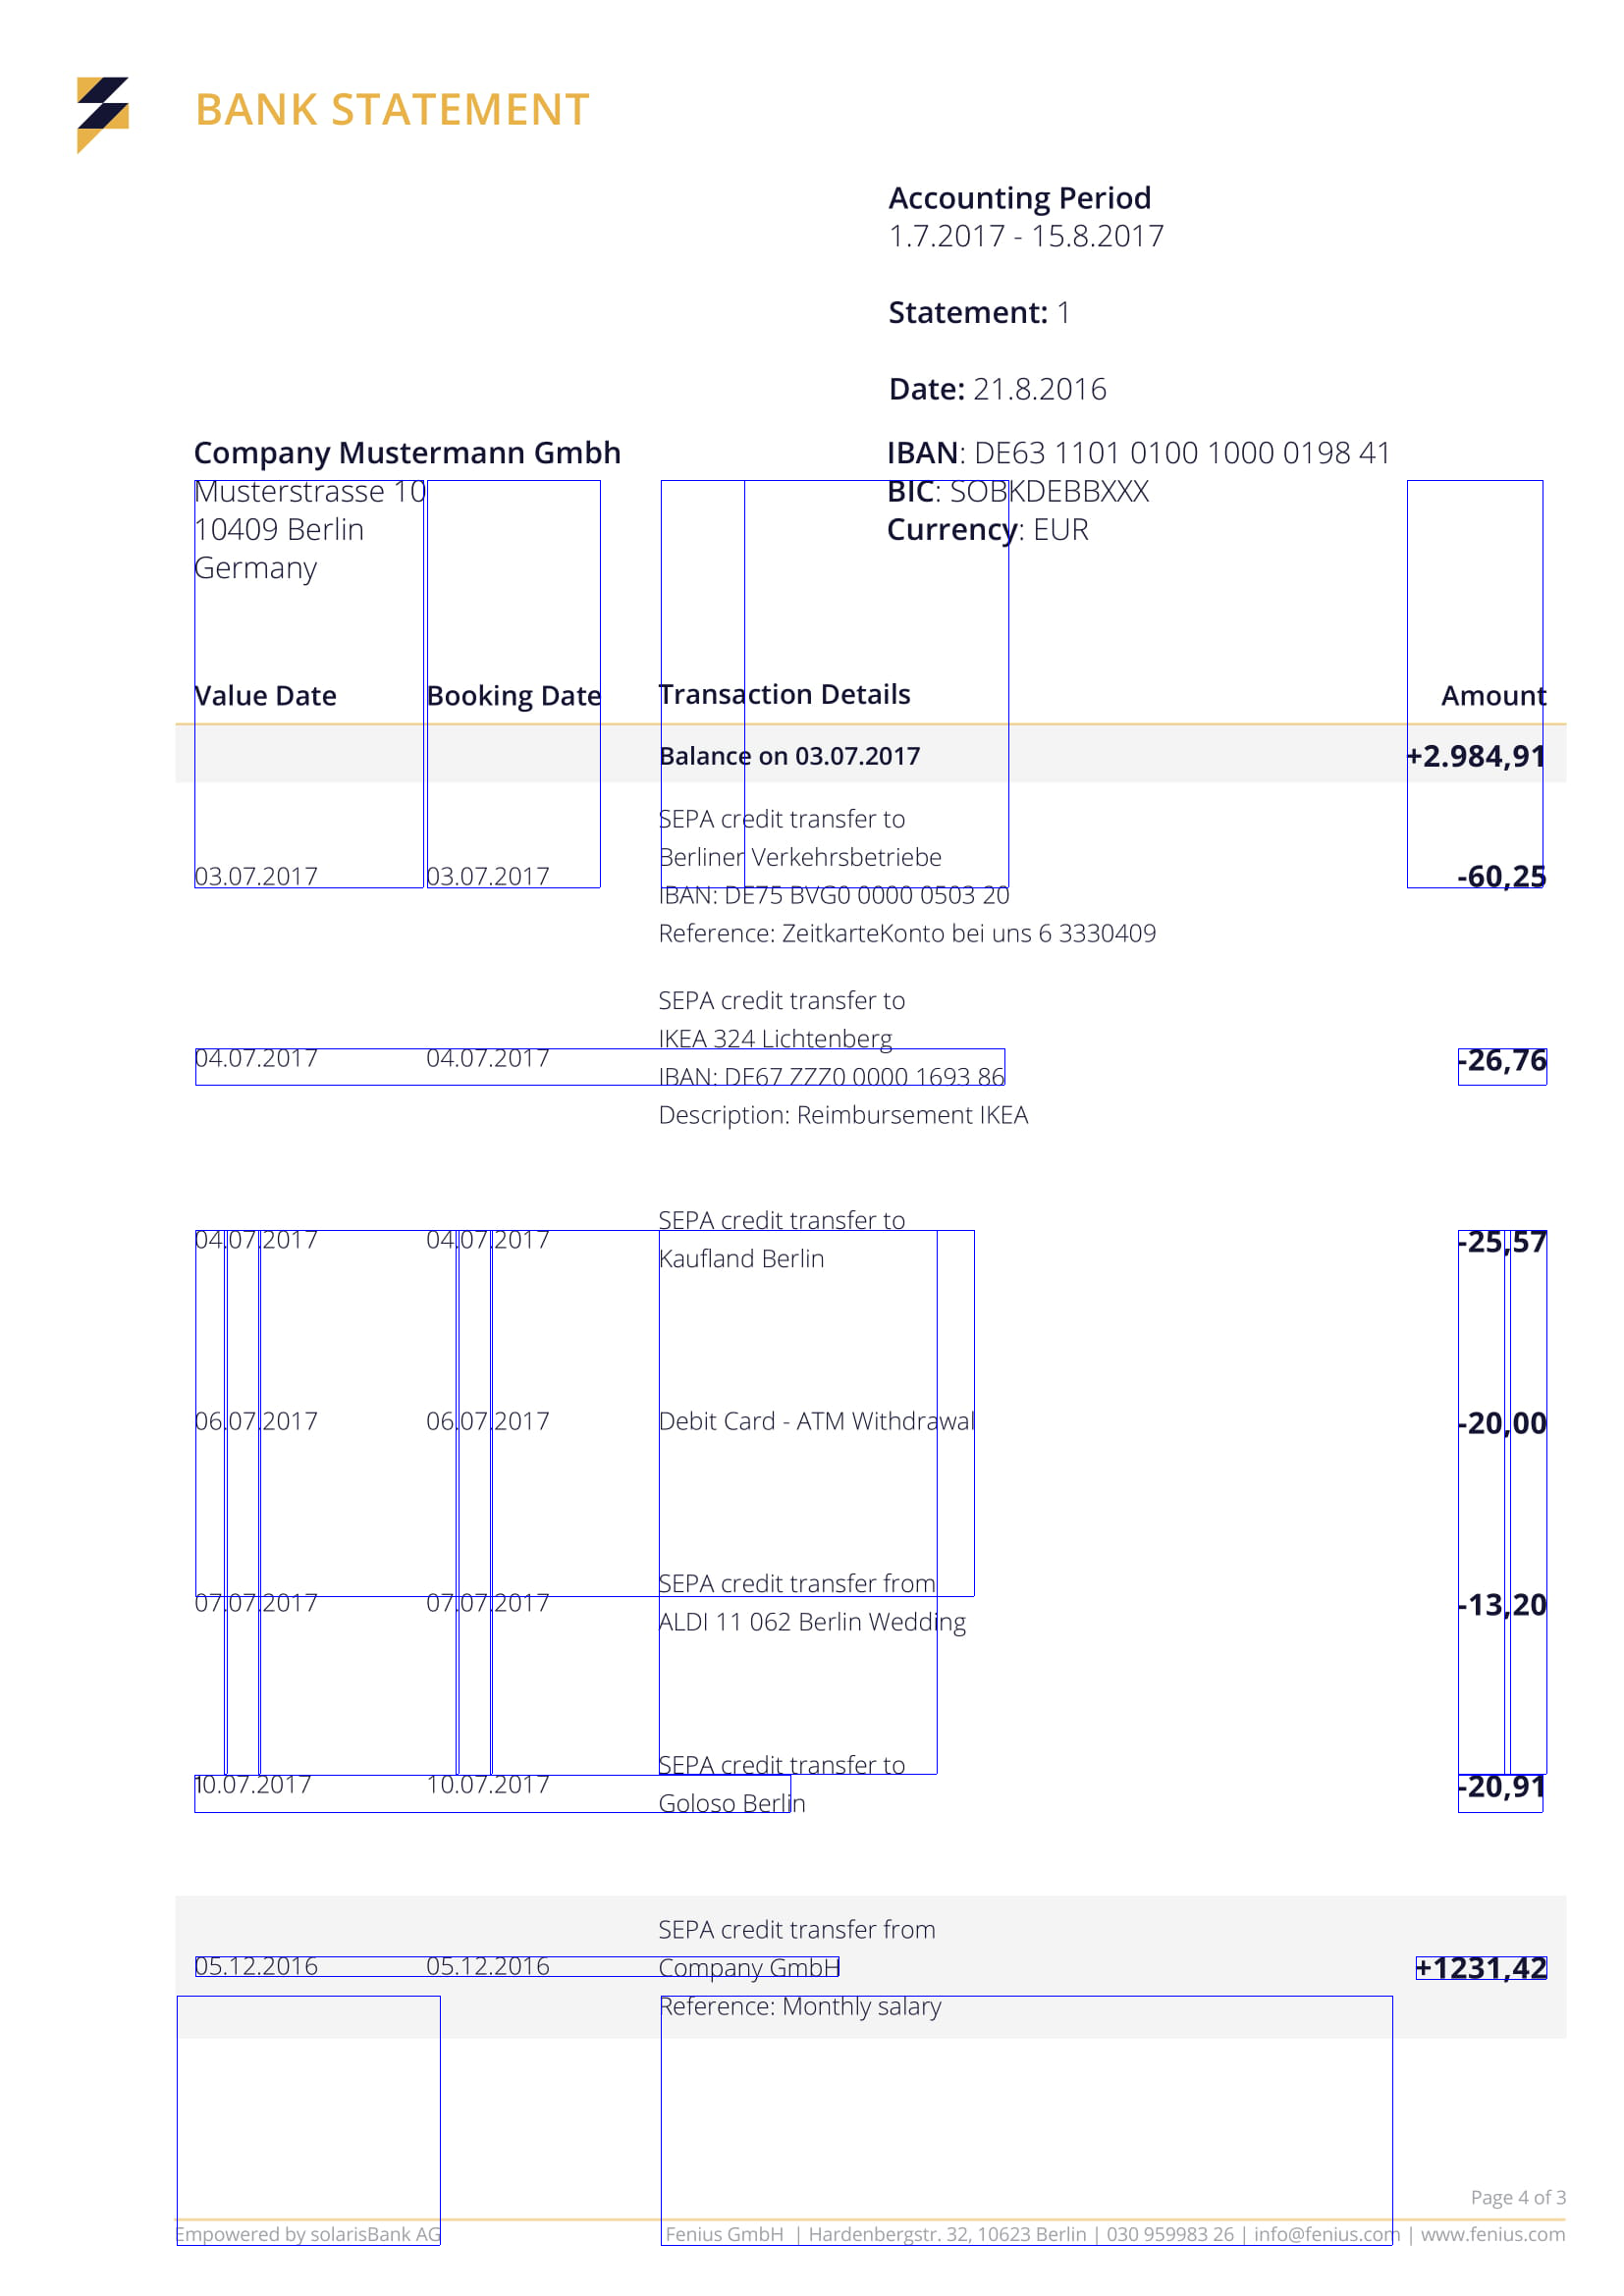 BANK STATEMENT
Accounting Period
1.7.2017 - 15.8.2017
Statement: 1
Date: 21.8.2016
Company Mustermann Gmbh
Musterstrasse 10
10409 Berlin
Germany
IBAN: DE63 1101 0100 1000 0198 41
BIC: SOBKDEBBXXX
Currency: EUR
Value Date Booking Date Transaction Details Amount
Balance on 03.07.2017 +2.984,91
SEPA credit transfer to
Berliner Verkehrsbetriebe
03.07.2017 03.07.2017 -60,25
IBAN: DE75 BVG0 0000 0503 20
Reference: ZeitkarteKonto bei uns 6 3330409
SEPA credit transfer to
IKEA 324 Lichtenberg
04.07.2017 04.07.2017 -26,76
IBAN: DE67 ZZZ0 0000 1693 86
Description: Reimbursement IKEA
SEPA credit transfer to
04.07.2017 04.07.2017 -25,57
Kaufland Berlin
06.07.2017 06.07.2017 Debit Card - ATM Withdrawal -20,00
SEPA credit transfer from
07.07.2017 07.07.2017 -13,20
ALDI 11 062 Berlin Wedding
SEPA credit transfer to
10.07.2017 10.07.2017 -20,91
Goloso Berlin
SEPA credit transfer from
05.12.2016 05.12.2016 Company GmbH +1231,42
Reference: Monthly salary
Page 4 of 3
Empowered by solarisBank AG Fenius GmbH | Hardenbergstr. 32, 10623 Berlin | 030 959983 26 | info@fenius.com | www.fenius.com